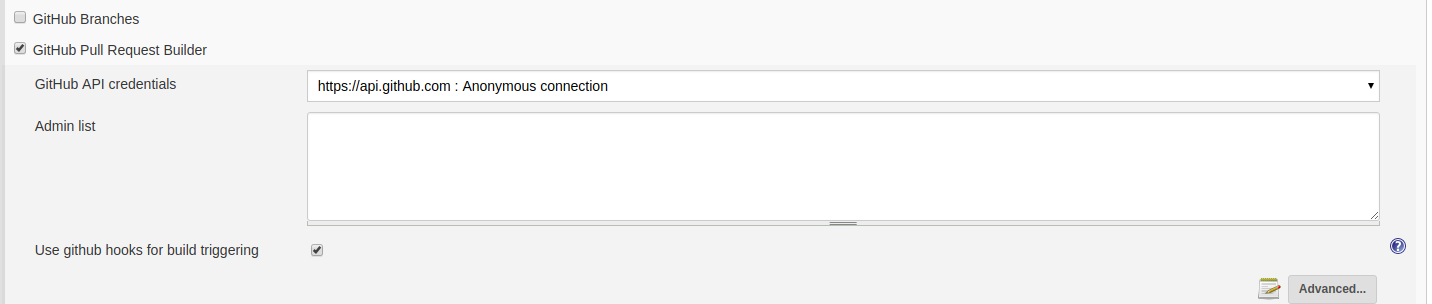 GitHub Branches
GitHub Pull Request Builder
GitHub API credentials
https://api.github.com : Anonymous connection
Admin list
Use github hooks for build triggering
Advanced...